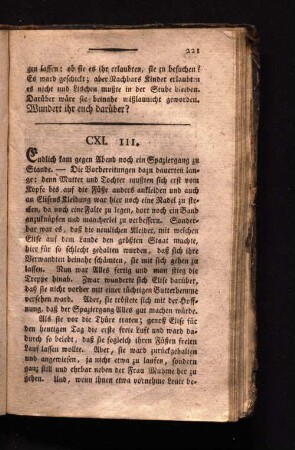 221
gen lassen: ob sie es ihr erlaubten, sie zu besuchen?
Es ward geschickt; aber Nachbars Kinder erlaubten
es nicht und Lischen mußte in der Stube bleiben.
Darüber wäre sie beinahe mißlaunicht geworden.
Wundert ihr euch darüber?
CXI. III.
Endlich kam gegen Abend noch ein Spaziergang zu
Stande. — Die Vorbereitungen dazu dauerten lan-
ge: denn Mutter und Tochter mußten sich erst vom
Kopfe bis auf die Füße anders ankleiden und auch
an Elisens Kleidung war hier noch eine Nadel zu ste-
cken, da noch eine Falte zu legen, dort noch ein Band
anzuknüpfen und mancherlei zu verbessern. Sonder-
bar war es, daß die neulichen Kleider, mit welchen
Elise auf dem Lande den größten Staat machte,
hier für so schlecht gehalten wurden, daß sich ihre
Verwandten beinahe schämten, sie mit sich gehen zu
lassen. Nun war Alles fertig und man stieg die
Treppe hinab. Zwar wunderte sich Elise darüber,
daß sie nicht vorher mit einer tüchtigen Butterbemme
versehen ward. Aber, sie tröstete sich mit der Hoff-
nung, daß der Spaziergang Alles gut machen würde.
Als sie vor die Thüre traten; genoß Elise für
den heutigen Tag die erste freie Luft und ward da-
durch so belebt, daß sie sogleich ihren Füßen freien
Lauf lassen wollte. Aber, sie ward zurückgehalten
und angewiesen, ja nicht etwa zu laufen, sondern
ganz still und ehrbar neben der Frau Muhme her zu
gehen. Und, wenn ihnen etwa vornehme Leute be-